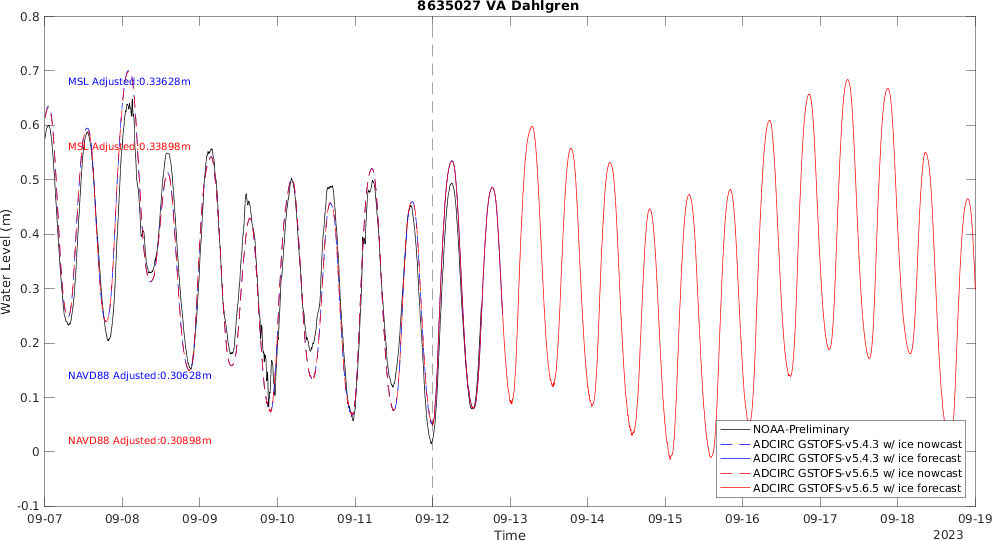 8635027 VA Dahlgren
0.8
0.7
0.6
0.5
0.4
0.3
0.2
0.1
0
-0.1
Water Level (m)
MSL Adjusted:0.33628m
MSL Adjusted:0.33898m
NAVD88 Adjusted:0.30628m
NAVD88 Adjusted:0.30898m
NOAA-Preliminary
ADCIRC GSTOFS-v5.4.3 w/ ice nowcast
ADCIRC GSTOFS-v5.4.3 w/ ice forecast
ADCIRC GSTOFS-v5.6.5 w/ ice nowcast
ADCIRC GSTOFS-v5.6.5 w/ ice forecast
09-07 09-08 09-09 09-10 09-11 09-12 09-13 09-14 09-15 09-16 09-17 09-18 09-19
Time
2023